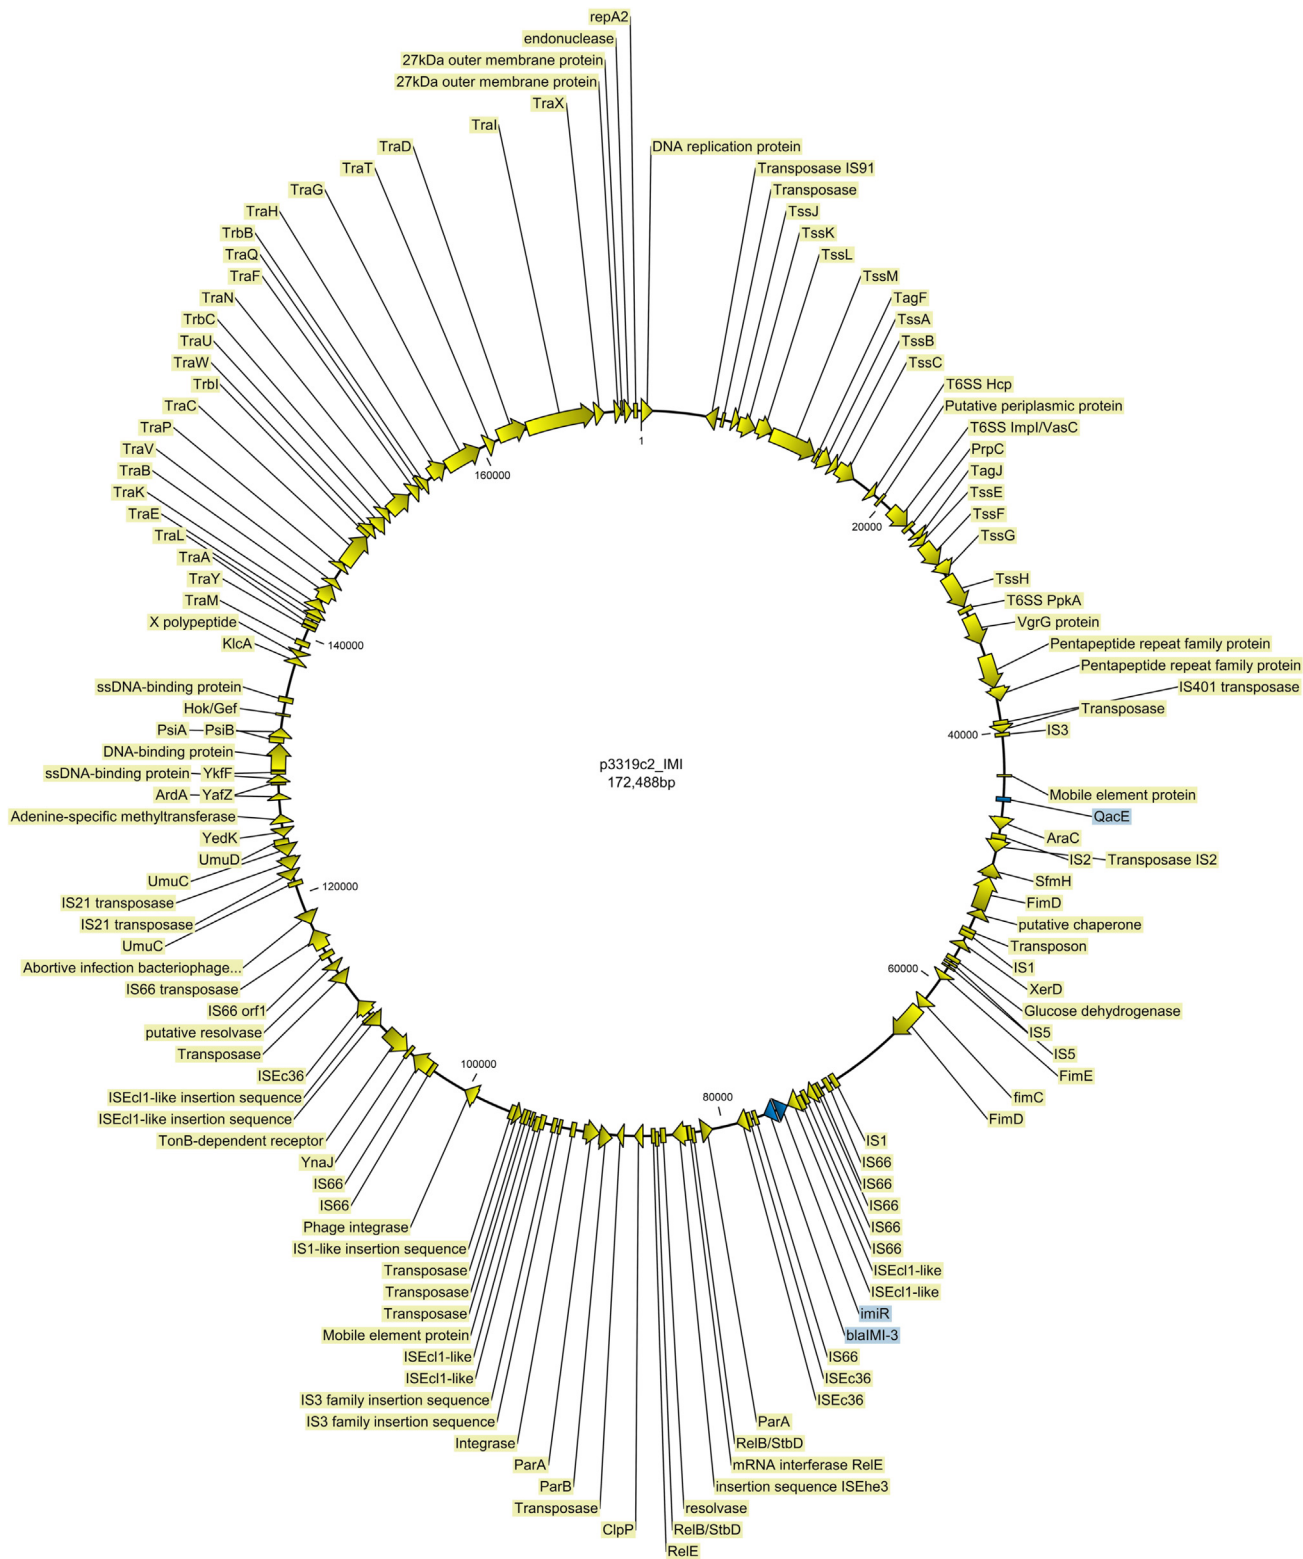 repA2
endonuclease
27kDa outer membrane protein
27kDa outer membrane protein
TraX
TraI
TraD
TraT
TraG
TraH
TrbB
TraQ
TraF
TraN
TrbC
TraU
TraW
TrbI
TraC
TraP
TraV
TraB
TraK
TraE
TraL
TraA
TraY
TraM
X polypeptide
KlcA
ssDNA-binding protein
Hok/Gef
PsiA
PsiB
DNA-binding protein
ssDNA-binding protein
YkfF
ArdA
YafZ
Adenine-specific methyltransferase
YedK
UmuD
UmuC
IS21 transposase
IS21 transposase
UmuC
Abortive infection bacteriophage...
IS66 transposase
IS66 orf1
putative resolvase
Transposase
ISEc36
ISEcl1-like insertion sequence
ISEcl1-like insertion sequence
TonB-dependent receptor
YnaJ
IS66
IS66
Phage integrase
IS1-like insertion sequence
Transposase
Transposase
Transposase
Mobile element protein
ISEcl1-like
ISEcl1-like
IS3 family insertion sequence
IS3 family insertion sequence
Integrase
ParA
ParB
Transposase
ClpP
DNA replication protein
Transposase IS91
Transposase
TssJ
TssK
TssL
TssM
TagF
TssA
TssB
TssC
T6SS Hcp
Putative periplasmic protein
T6SS ImpI/VasC
PrpC
TagJ
TssE
TssF
TssG
TssH
T6SS PpkA
VgrG protein
Pentapeptide repeat family protein
Pentapeptide repeat family protein
IS401 transposase
Transposase
IS3
Mobile element protein
QacE
AraC
IS2
Transposase IS2
SfmH
FimD
putative chaperone
Transposon
IS1
XerD
Glucose dehydrogenase
IS5
IS5
FimE
fimC
FimD
IS1
IS66
IS66
IS66
IS66
IS66
ISEcl1-like
ISEcl1-like
imiR
blaIMI-3
IS66
ISEc36
ISEc36
ParA
RelB/StbD
mRNA interferase RelE
insertion sequence ISEhe3
resolvase
RelB/StbD
RelE
1
20000
40000
60000
80000
100000
120000
140000
160000
p3319c2_IMI
172,488bp